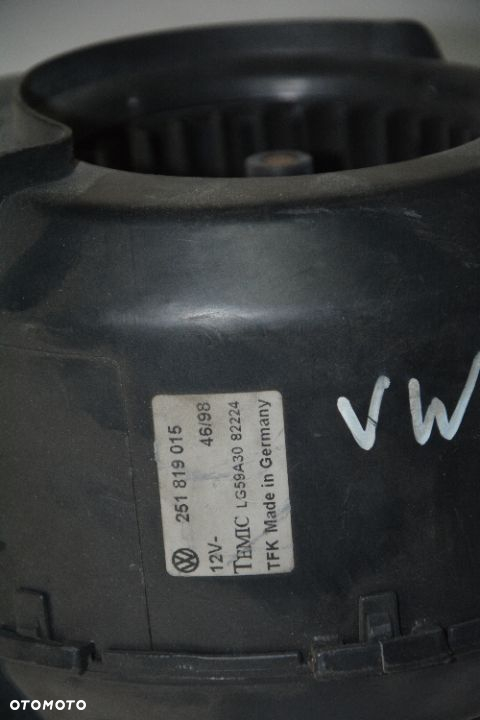 251 819 015
12V- 46/98
TEMIC LG59A30 82224
TFK Made in Germany
VW
OTOMOTO